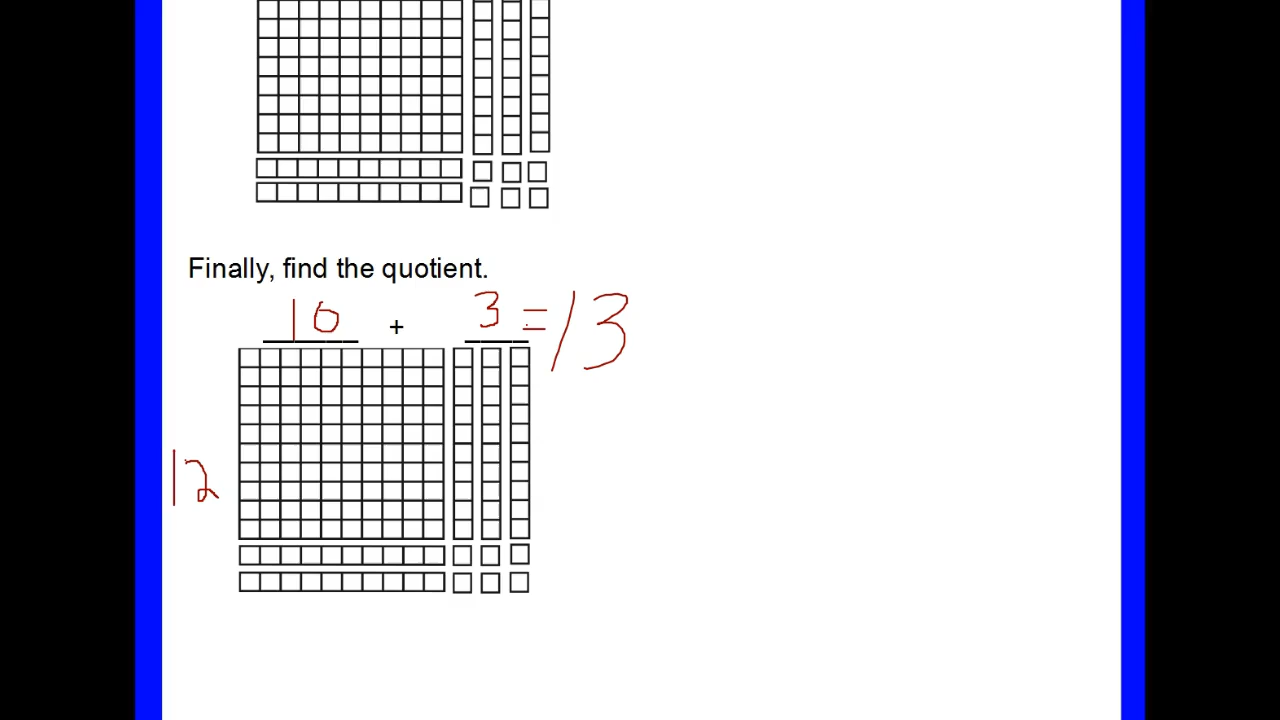 Finally, find the quotient.
10 + 3 = 13
12